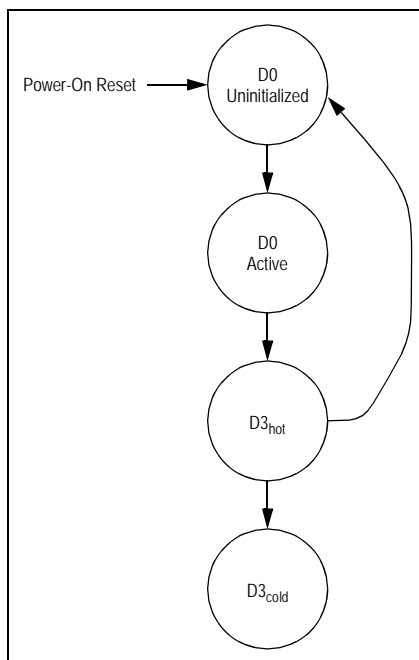 Power-On Reset
D0
Uninitialized
D0
Active
D3hot
D3cold